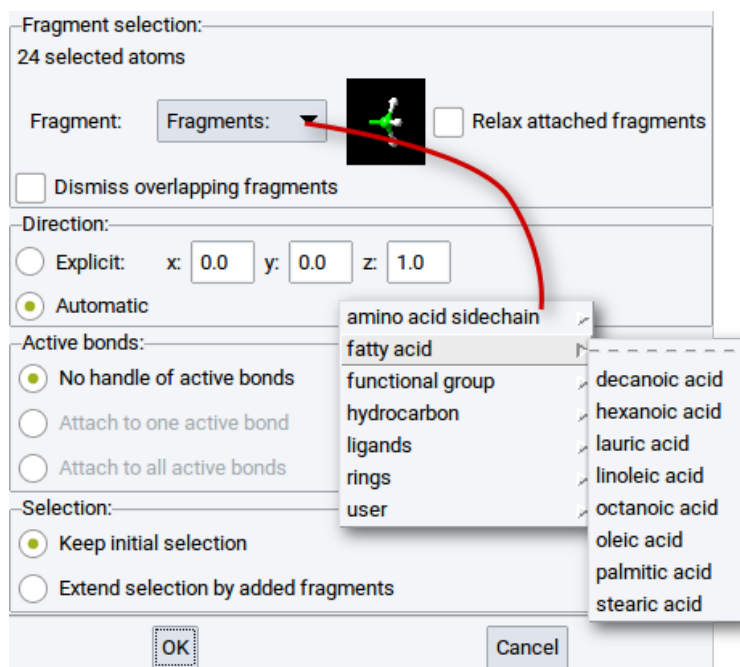 Fragment selection:
24 selected atoms
Fragment: Fragments: Relax attached fragments
Dismiss overlapping fragments
Direction:
Explicit: x: 0.0 y: 0.0 z: 1.0
Automatic
Active bonds:
No handle of active bonds
Attach to one active bond
Attach to all active bonds
Selection:
Keep initial selection
Extend selection by added fragments
OK Cancel
amino acid sidechain
fatty acid
functional group
hydrocarbon
ligands
rings
user
decanoic acid
hexanoic acid
lauric acid
linoleic acid
octanoic acid
oleic acid
palmitic acid
stearic acid